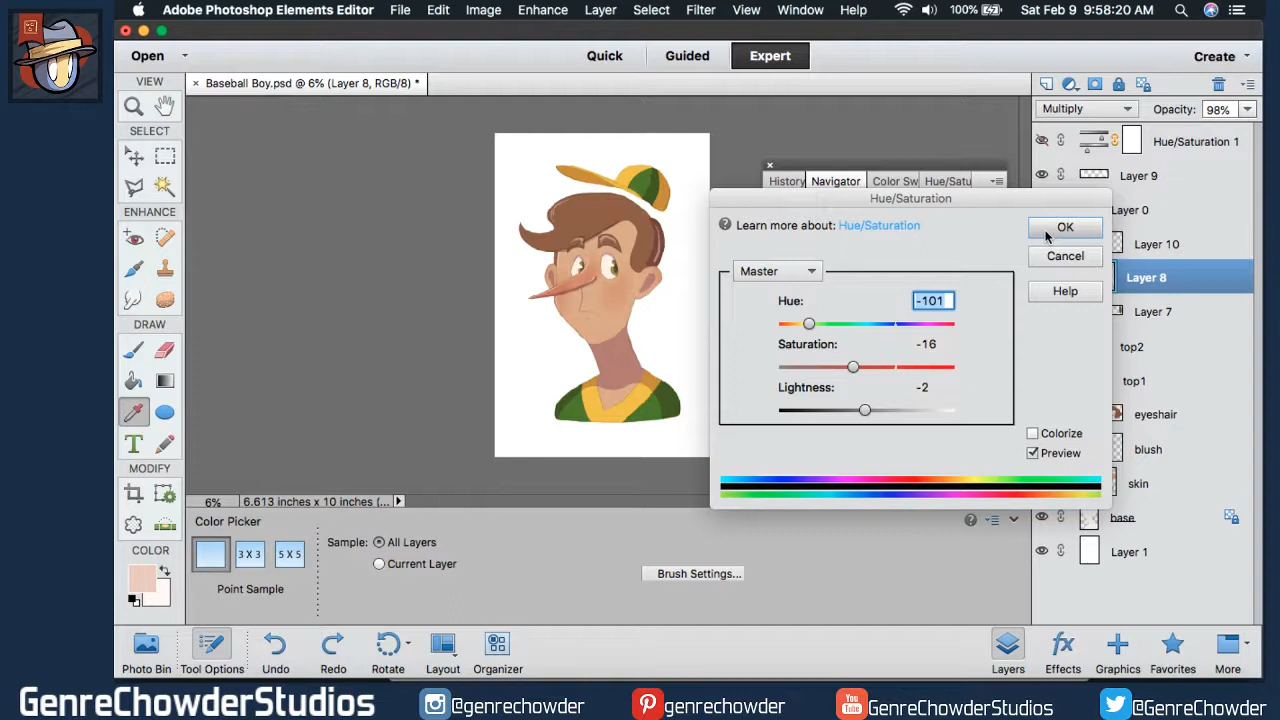 Adobe Photoshop Elements Editor File Edit Image Enhance Layer Select Filter View Window Help 100% Sat Feb 9 9:58:20 AM
Open Quick Guided Expert Create
VIEW
Baseball Boy.psd @ 6% (Layer 8, RGB/8) *
Multiply Opacity: 98%
SELECT
Hue/Saturation 1
Layer 9
History Navigator Color Sw Hue/Satu
Hue/Saturation
Layer 0
ENHANCE
Learn more about: Hue/Saturation
OK
Layer 10
Cancel
Master
Layer 8
Help
Hue: -101
Layer 7
DRAW
Saturation: -16
top2
top1
Lightness: -2
eyeshair
Colorize
blush
Preview
MODIFY
skin
6% 6.613 inches x 10 inches (...
base
Color Picker
Sample: All Layers
COLOR
3 X 3 5 X 5
Current Layer
Layer 1
Brush Settings...
Point Sample
Photo Bin Tool Options Undo Redo Rotate Layout Organizer Layers Effects Graphics Favorites More
GenreChowderStudios @genrechowder genrechowder GenreChowderStudios @GenreChowder